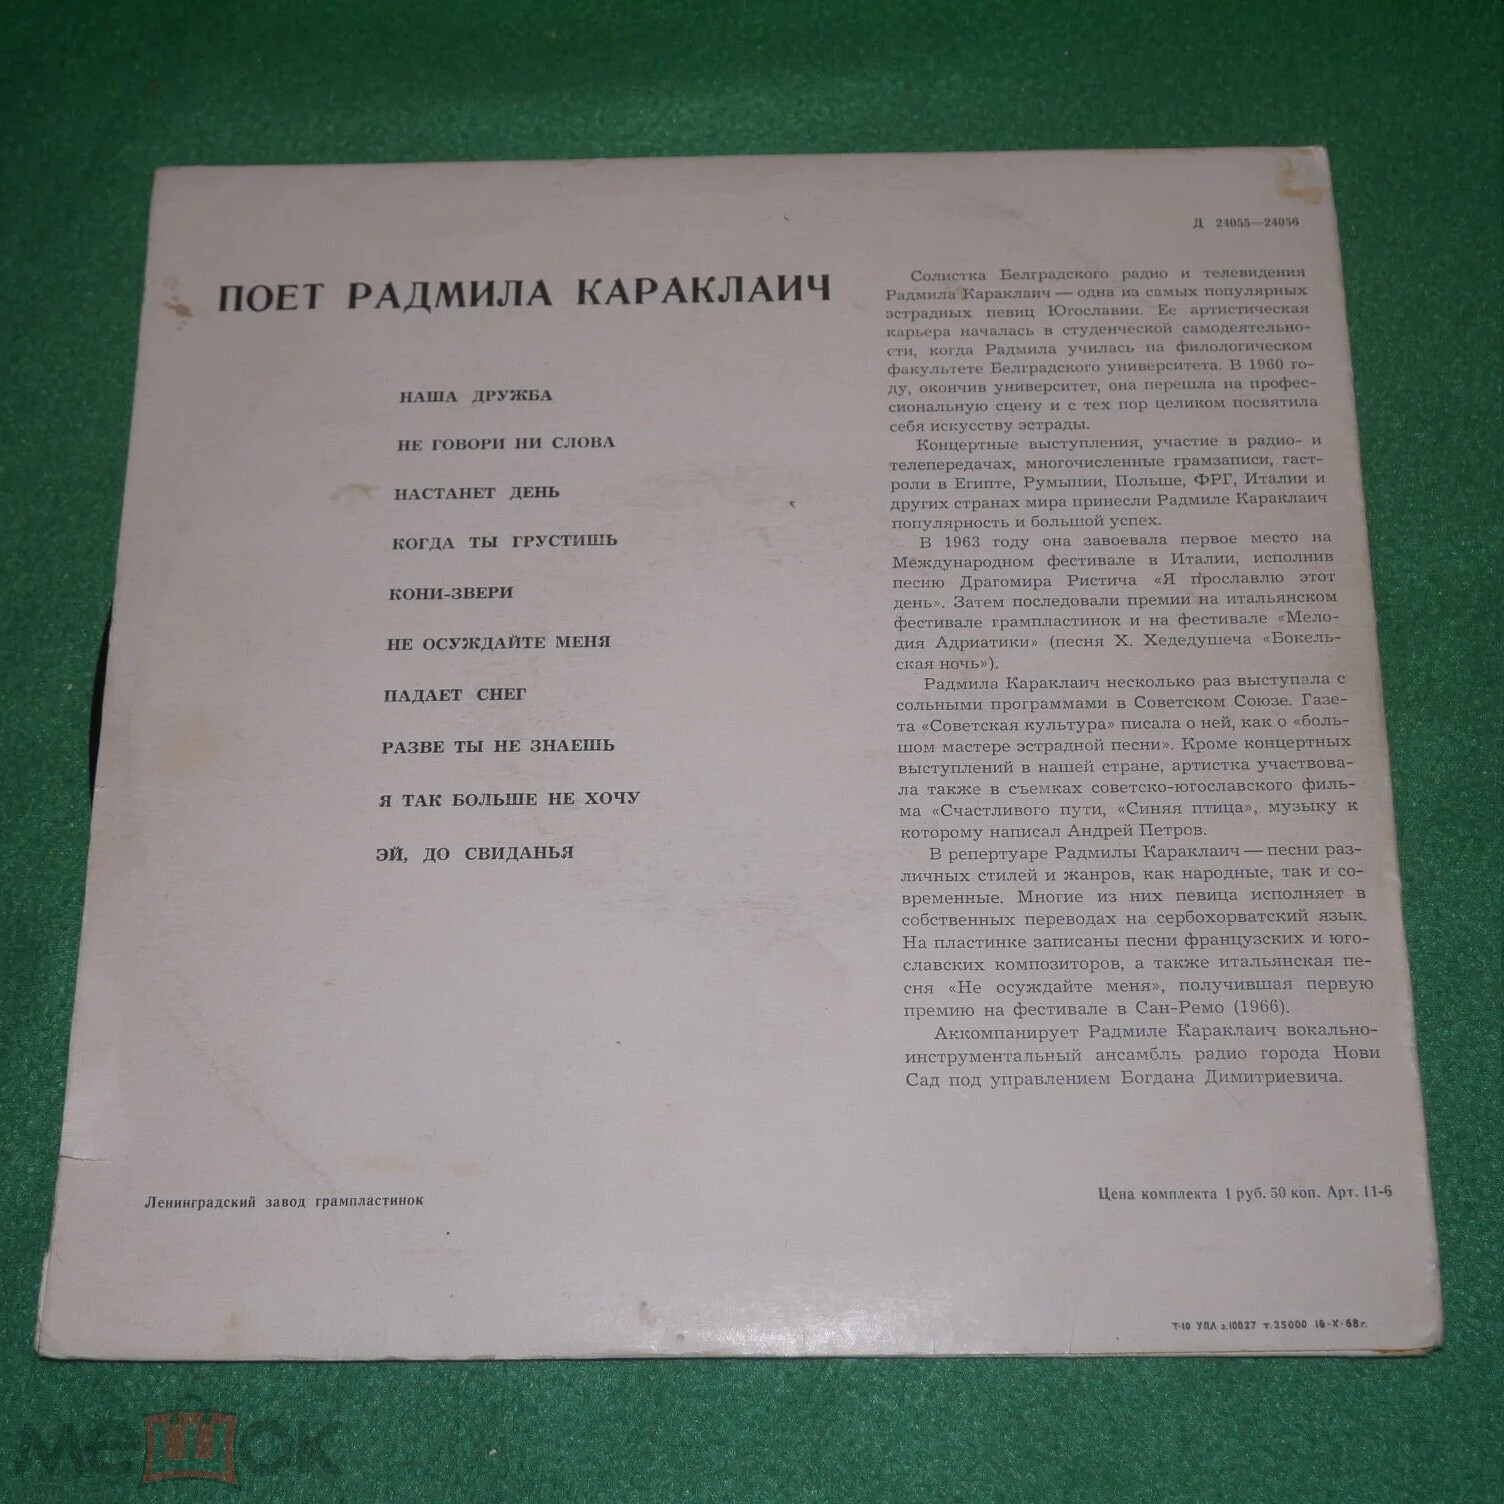 Д 24055—24056
ПОЕТ РАДМИЛА КАРАКЛАИЧ
НАША ДРУЖБА
НЕ ГОВОРИ НИ СЛОВА
НАСТАНЕТ ДЕНЬ
КОГДА ТЫ ГРУСТИШЬ
КОНИ-ЗВЕРИ
НЕ ОСУЖДАЙТЕ МЕНЯ
ПАДАЕТ СНЕГ
РАЗВЕ ТЫ НЕ ЗНАЕШЬ
Я ТАК БОЛЬШЕ НЕ ХОЧУ
ЭЙ, ДО СВИДАНЬЯ
Солистка Белградского радио и телевидения
Радмила Караклаич — одна из самых популярных
эстрадных певиц Югославии. Ее артистическая
карьера началась в студенческой самодеятельно-
сти, когда Радмила училась на филологическом
факультете Белградского университета. В 1960 го-
ду, окончив университет, она перешла на профес-
сиональную сцену и с тех пор целиком посвятила
себя искусству эстрады.
Концертные выступления, участие в радио- и
телепередачах, многочисленные грамзаписи, гаст-
роли в Египте, Румынии, Польше, ФРГ, Италии и
других странах мира принесли Радмиле Караклаич
популярность и большой успех.
В 1963 году она завоевала первое место на
Международном фестивале в Италии, исполнив
песню Драгомира Ристича «Я прославлю этот
день». Затем последовали премии на итальянском
фестивале грампластинок и на фестивале «Мело-
дия Адриатики» (песня Х. Хедедушеча «Бокель-
ская ночь»).
Радмила Караклаич несколько раз выступала с
сольными программами в Советском Союзе. Газе-
та «Советская культура» писала о ней, как о «боль-
шом мастере эстрадной песни». Кроме концертных
выступлений в нашей стране, артистка участвова-
ла также в съемках советско-югославского филь-
ма «Счастливого пути, «Синяя птица», музыку к
которому написал Андрей Петров.
В репертуаре Радмилы Караклаич — песни раз-
личных стилей и жанров, как народные, так и со-
временные. Многие из них певица исполняет в
собственных переводах на сербохорватский язык.
На пластинке записаны песни французских и юго-
славских композиторов, а также итальянская пе-
сня «Не осуждайте меня», получившая первую
премию на фестивале в Сан-Ремо (1966).
Аккомпанирует Радмиле Караклаич вокально-
инструментальный ансамбль радио города Нови
Сад под управлением Богдана Димитриевича.
Ленинградский завод грампластинок
Цена комплекта 1 руб. 50 коп. Арт. 11-6
Т-10 УПЛ з.10027 т.25000 16-X-68г.
мешок